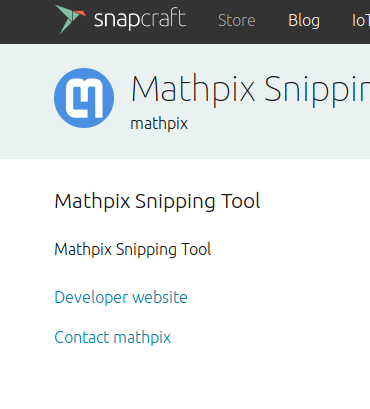 snapcraft Store Blog IoT
Mathpix Snippin
mathpix
Mathpix Snipping Tool
Mathpix Snipping Tool
Developer website
Contact mathpix